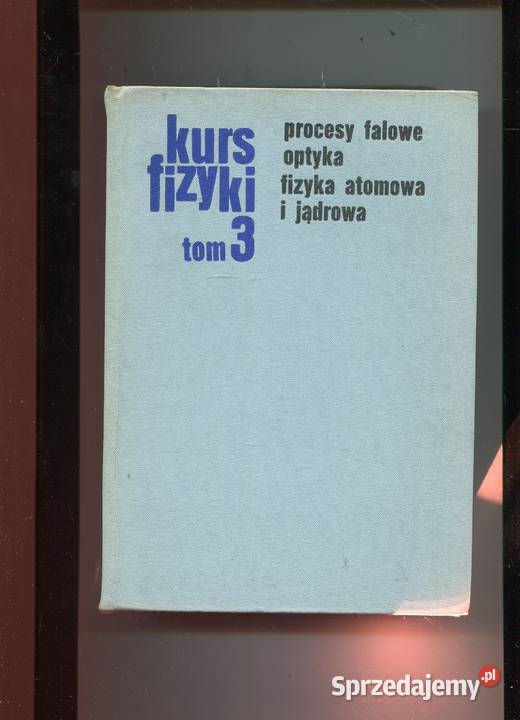 kurs
fizyki
tom 3
procesy falowe
optyka
fizyka atomowa
i jądrowa
Sprzedajemy.pl